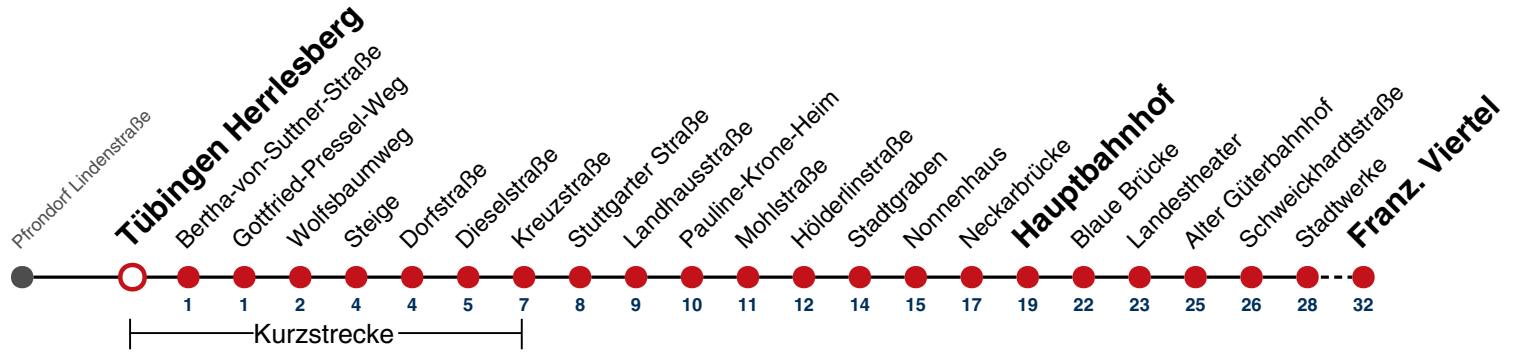 Pfrondorf Lindenstraße
Tübingen Herrlesberg
Bertha-von-Suttner-Straße
Gottfried-Pressel-Weg
Wolfsbaumweg
Steige
Dorfstraße
Dieselstraße
Kreuzstraße
Stuttgarter Straße
Landhausstraße
Pauline-Krone-Heim
Mohlstraße
Hölderlinstraße
Stadtgraben
Nonnenhaus
Neckarbrücke
Hauptbahnhof
Blaue Brücke
Landestheater
Alter Güterbahnhof
Schweickhardtstraße
Stadtwerke
Franz. Viertel
1 1 2 4 4 5 7 8 9 10 11 12 14 15 17 19 22 23 25 26 28 32
Kurzstrecke